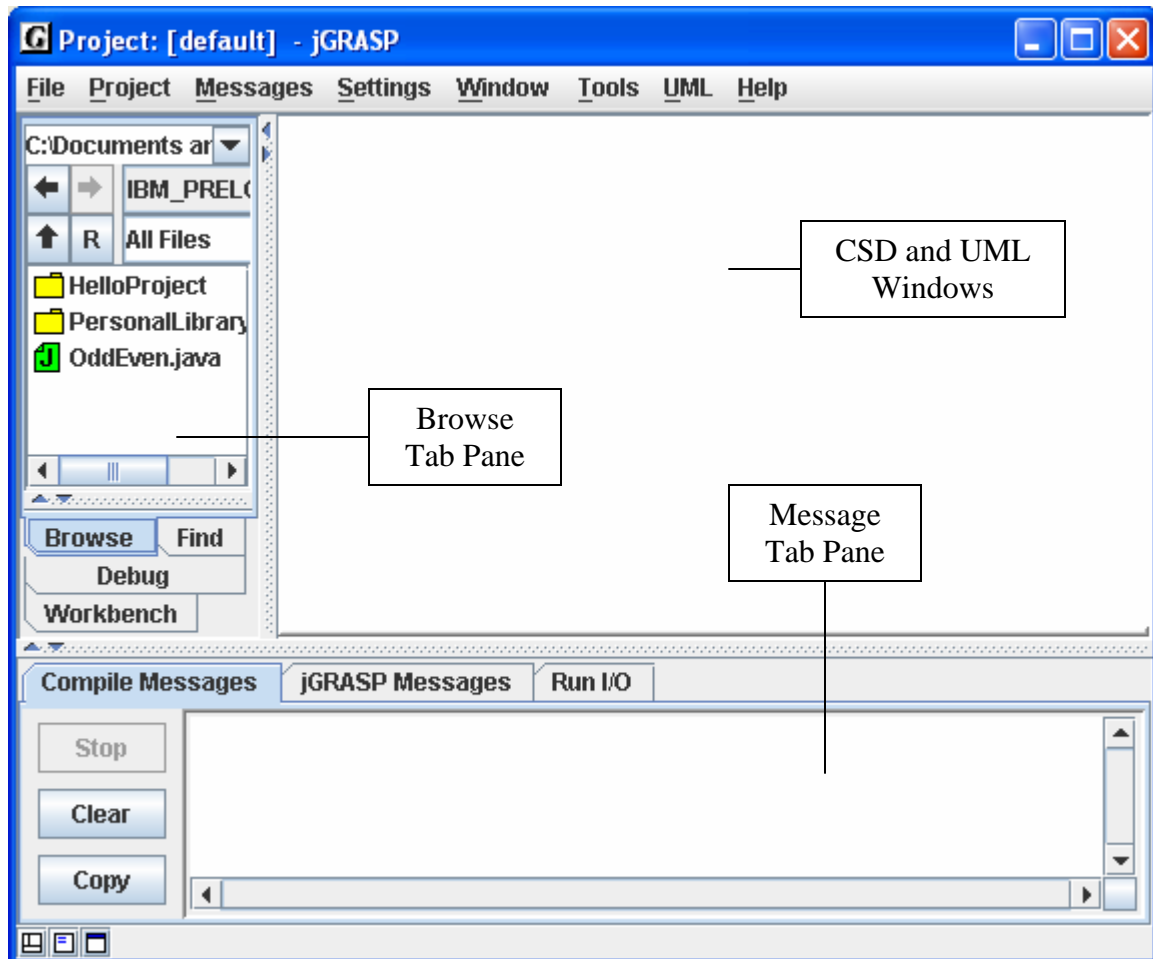 Project: [default] - jGRASP
File Project Messages Settings Window Tools UML Help
C:\Documents ar
IBM_PREL
R All Files
HelloProject
PersonalLibrary
J OddEven.java
CSD and UML
Windows
Browse
Tab Pane
Message
Tab Pane
Browse Find
Debug
Workbench
Compile Messages jGRASP Messages Run I/O
Stop
Clear
Copy